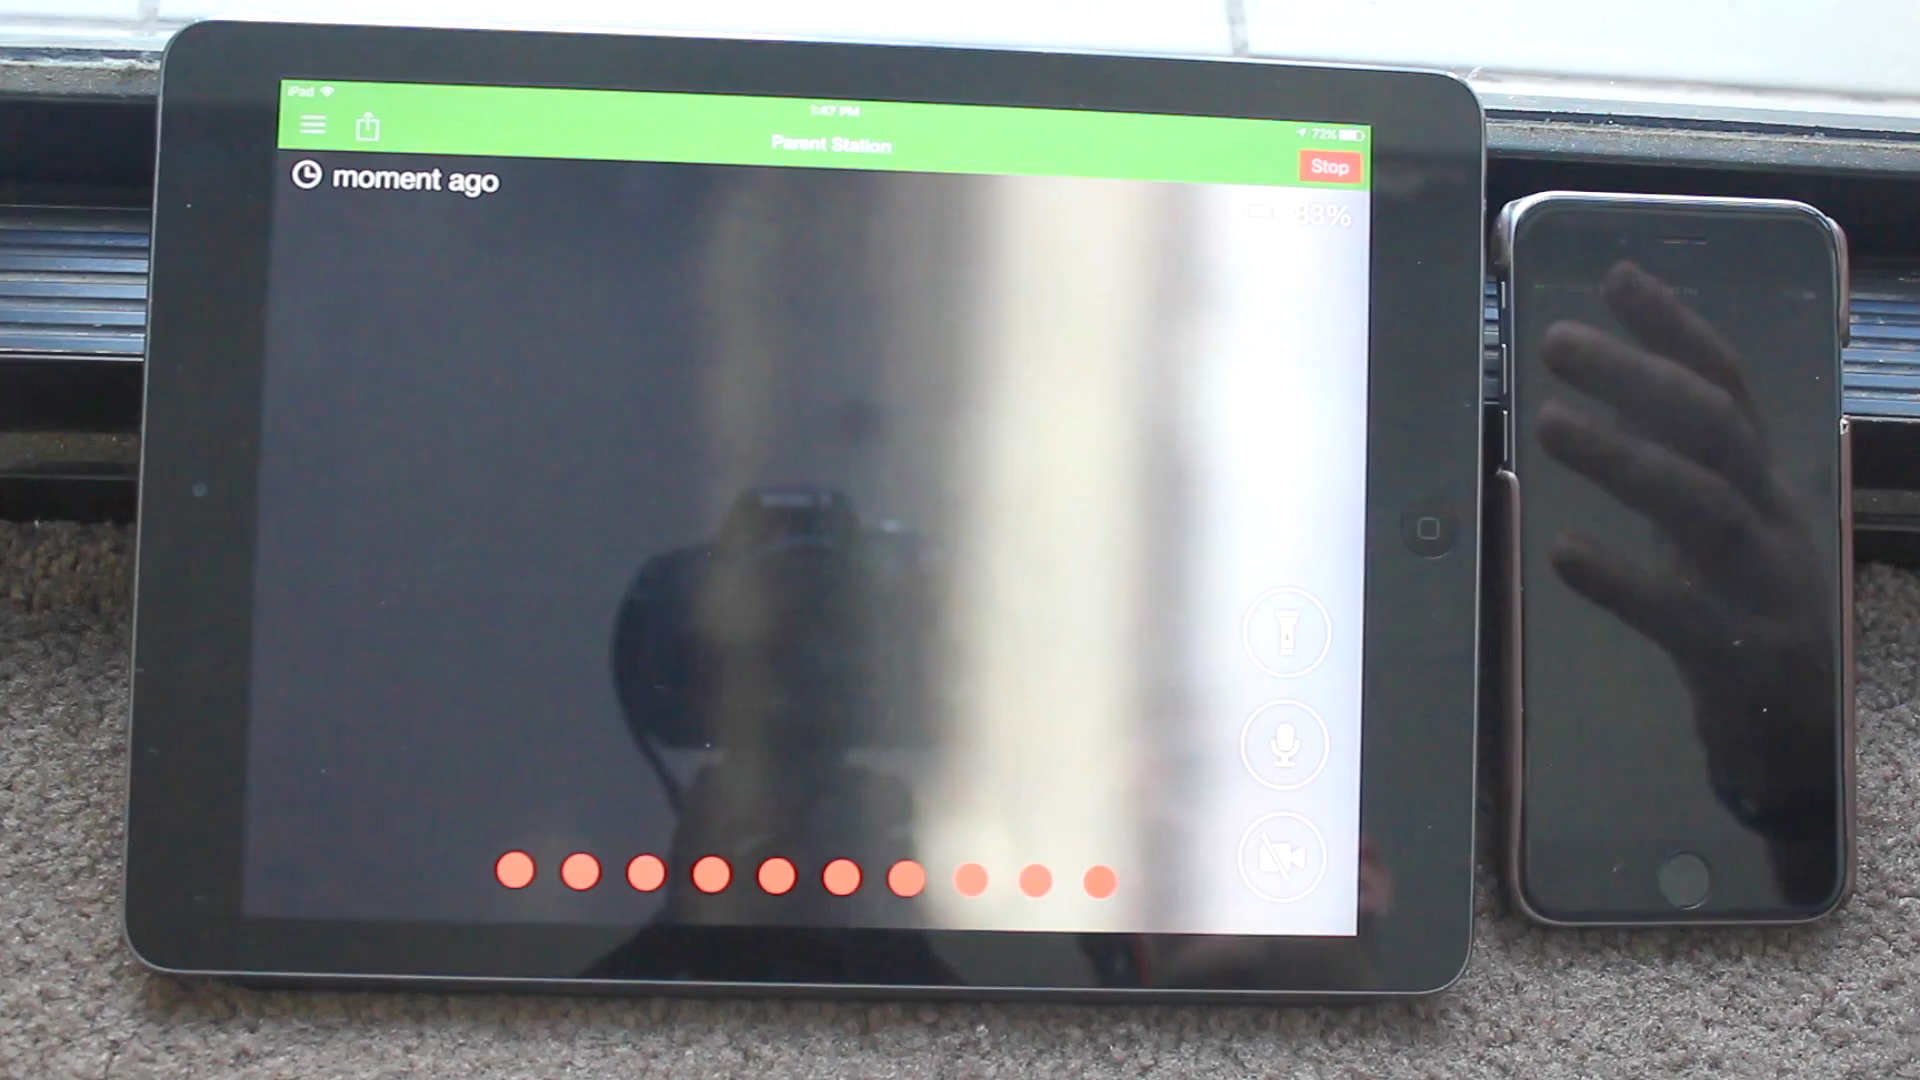 iPad
1:47 PM
72%
Parent Station
Stop
moment ago
83%